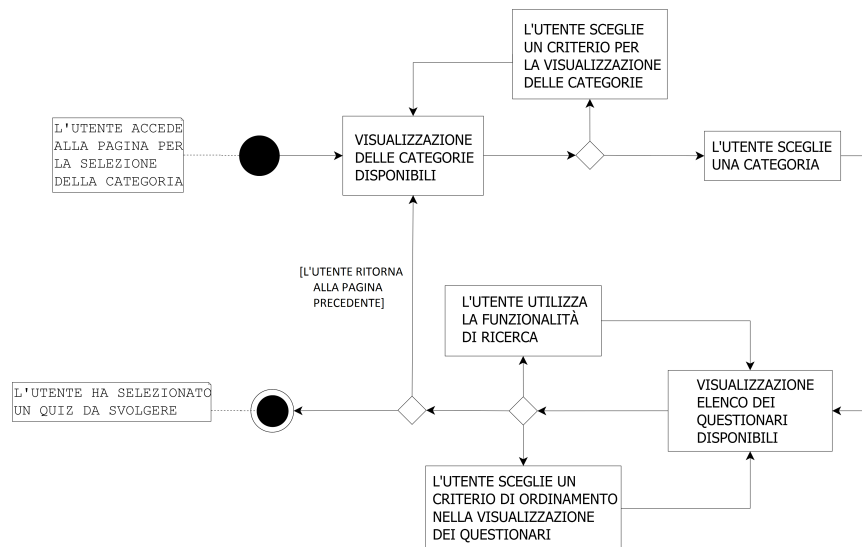 L'UTENTE SCEGLIE
UN CRITERIO PER
LA VISUALIZZAZIONE
DELLE CATEGORIE
L'UTENTE ACCEDE
ALLA PAGINA PER
LA SELEZIONE
DELLA CATEGORIA
VISUALIZZAZIONE
DELLE CATEGORIE
DISPONIBILI
L'UTENTE SCEGLIE
UNA CATEGORIA
[L'UTENTE RITORNA
ALLA PAGINA
PRECEDENTE]
L'UTENTE UTILIZZA
LA FUNZIONALITÀ
DI RICERCA
L'UTENTE HA SELEZIONATO
UN QUIZ DA SVOLGERE
VISUALIZZAZIONE
ELENCO DEI
QUESTIONARI
DISPONIBILI
L'UTENTE SCEGLIE UN
CRITERIO DI ORDINAMENTO
NELLA VISUALIZZAZIONE
DEI QUESTIONARI